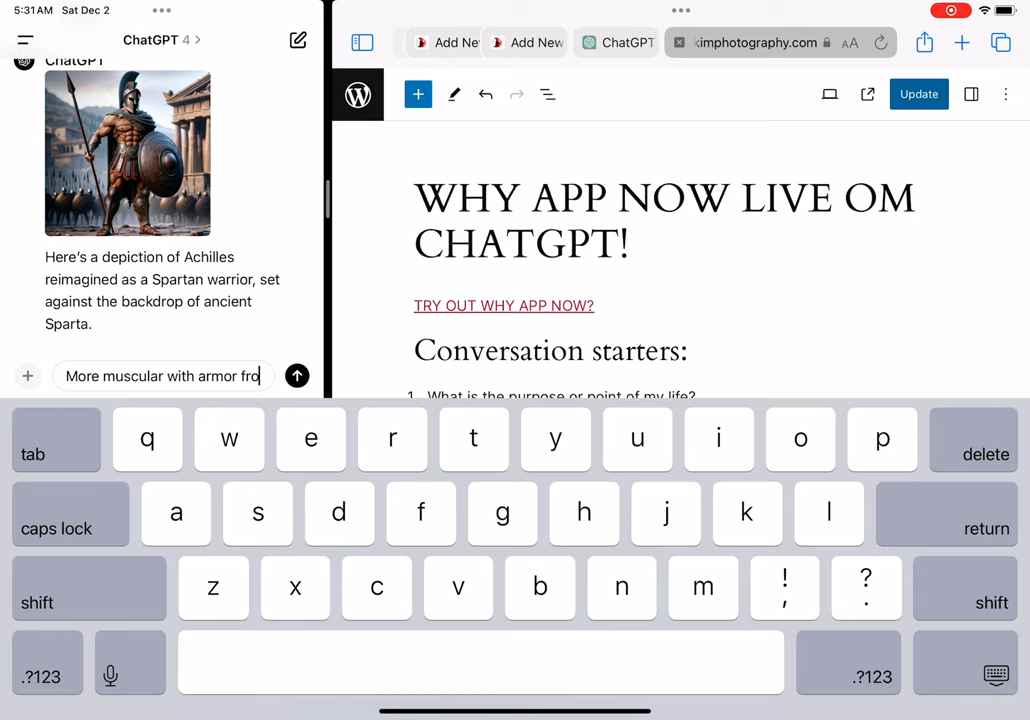 5:31 AM Sat Dec 2
ChatGPT 4 >
ChatGPT
Here's a depiction of Achilles
reimagined as a Spartan warrior, set
against the backdrop of ancient
Sparta.
More muscular with armor fro
Add Ne
Add New
ChatGPT
kimphotography.com
AA
Update
WHY APP NOW LIVE OM
CHATGPT!
TRY OUT WHY APP NOW?
Conversation starters:
1. What is the purpose or point of my life?
tab q w e r t y u i o p delete
caps lock a s d f g h j k l return
shift z x c v b n m ! , ? . shift
.?123 .?123